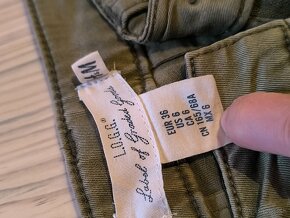 L.O.G.G.
Label of Graded Goods
EUR 36
US 6
CA 6
CN 165/68A
MX 6